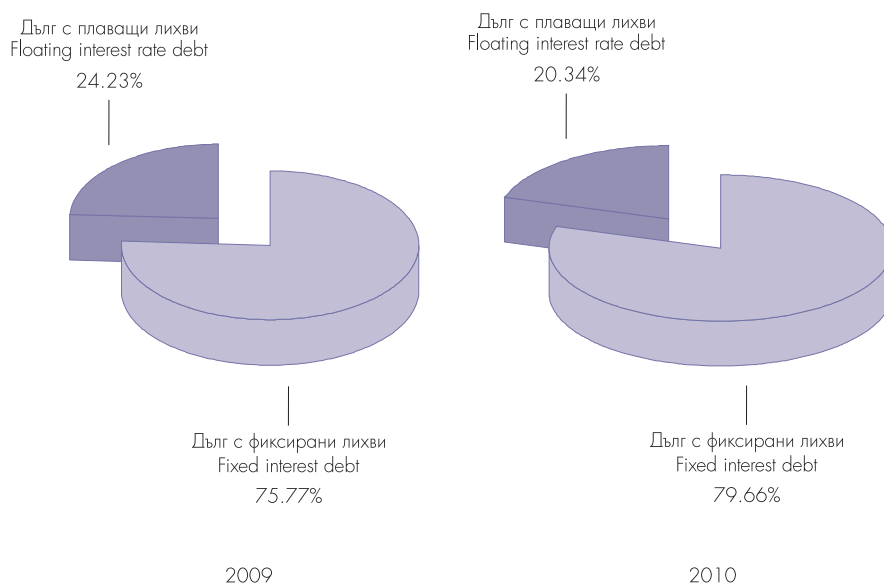 Дълг с плаващи лихви
Floating interest rate debt
24.23%
Дълг с фиксирани лихви
Fixed interest debt
75.77%
2009
Дълг с плаващи лихви
Floating interest rate debt
20.34%
Дълг с фиксирани лихви
Fixed interest debt
79.66%
2010